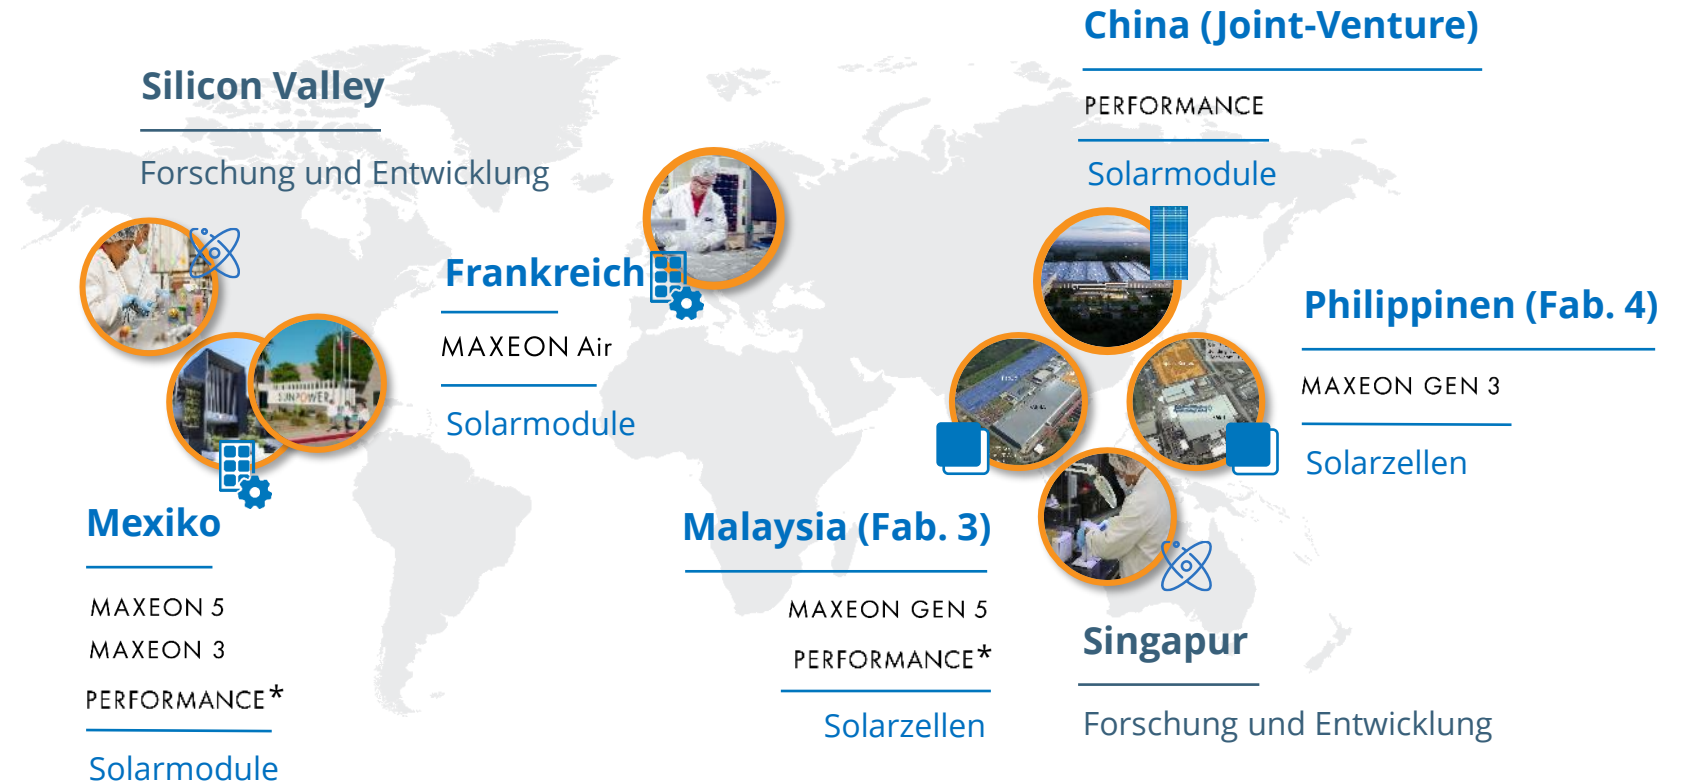 Silicon Valley
Forschung und Entwicklung
Mexiko
MAXEON 5
MAXEON 3
PERFORMANCE*
Solarmodule
SUNPOWER
Frankreich
MAXEON Air
Solarmodule
China (Joint-Venture)
PERFORMANCE
Solarmodule
Philippinen (Fab. 4)
MAXEON GEN 3
Solarzellen
Malaysia (Fab. 3)
MAXEON GEN 5
PERFORMANCE*
Solarzellen
Singapur
Forschung und Entwicklung